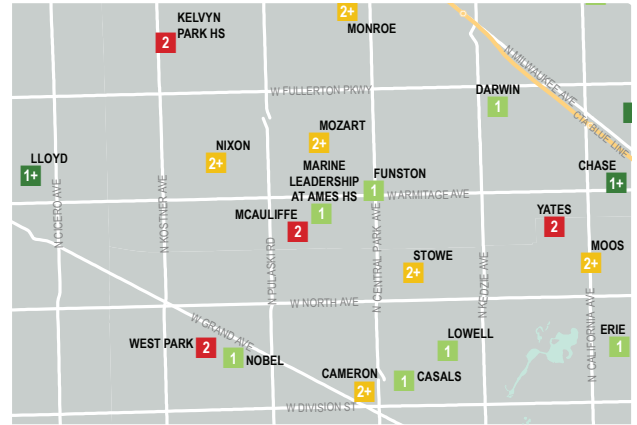 KELVYN
PARK HS
2
2+
MONROE
N MILWAUKEE AVE
CTA BLUE LINE
W FULLERTON PKWY
DARWIN
1
MOZART
2+
NIXON
2+
LLOYD
1+
MARINE
LEADERSHIP
AT AMES HS
1
FUNSTON
1
CHASE
1+
W ARMITAGE AVE
MCAULIFFE
2
YATES
2
N CICERO AVE
N KOSTNER AVE
N PULASKI RD
N CENTRAL PARK AVE
N KEDZIE AVE
N CALIFORNIA AVE
STOWE
2+
MOOS
2+
W NORTH AVE
W GRAND AVE
WEST PARK
2
1
NOBEL
LOWELL
1
ERIE
1
CAMERON
2+
1
CASALS
W DIVISION ST